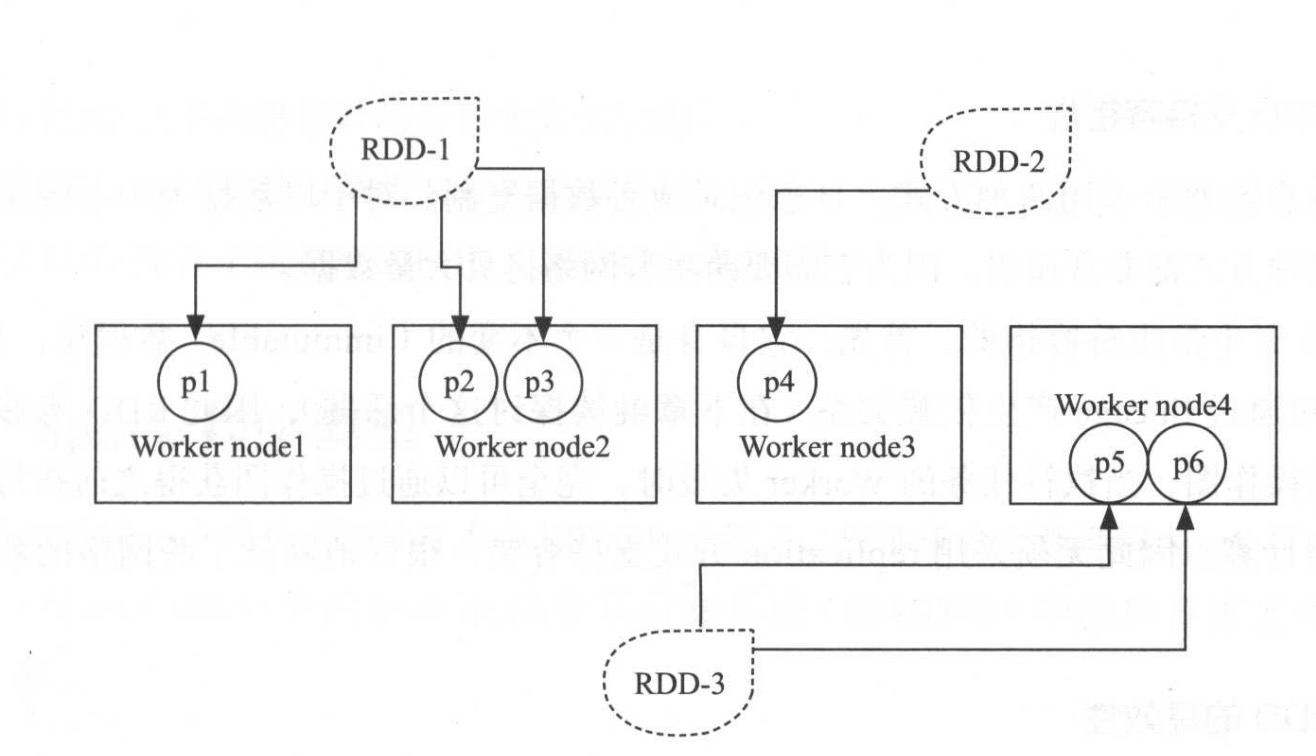 RDD-1
RDD-2
p1
p2
p3
p4
Worker node4
Worker node1
Worker node2
Worker node3
p5
p6
RDD-3